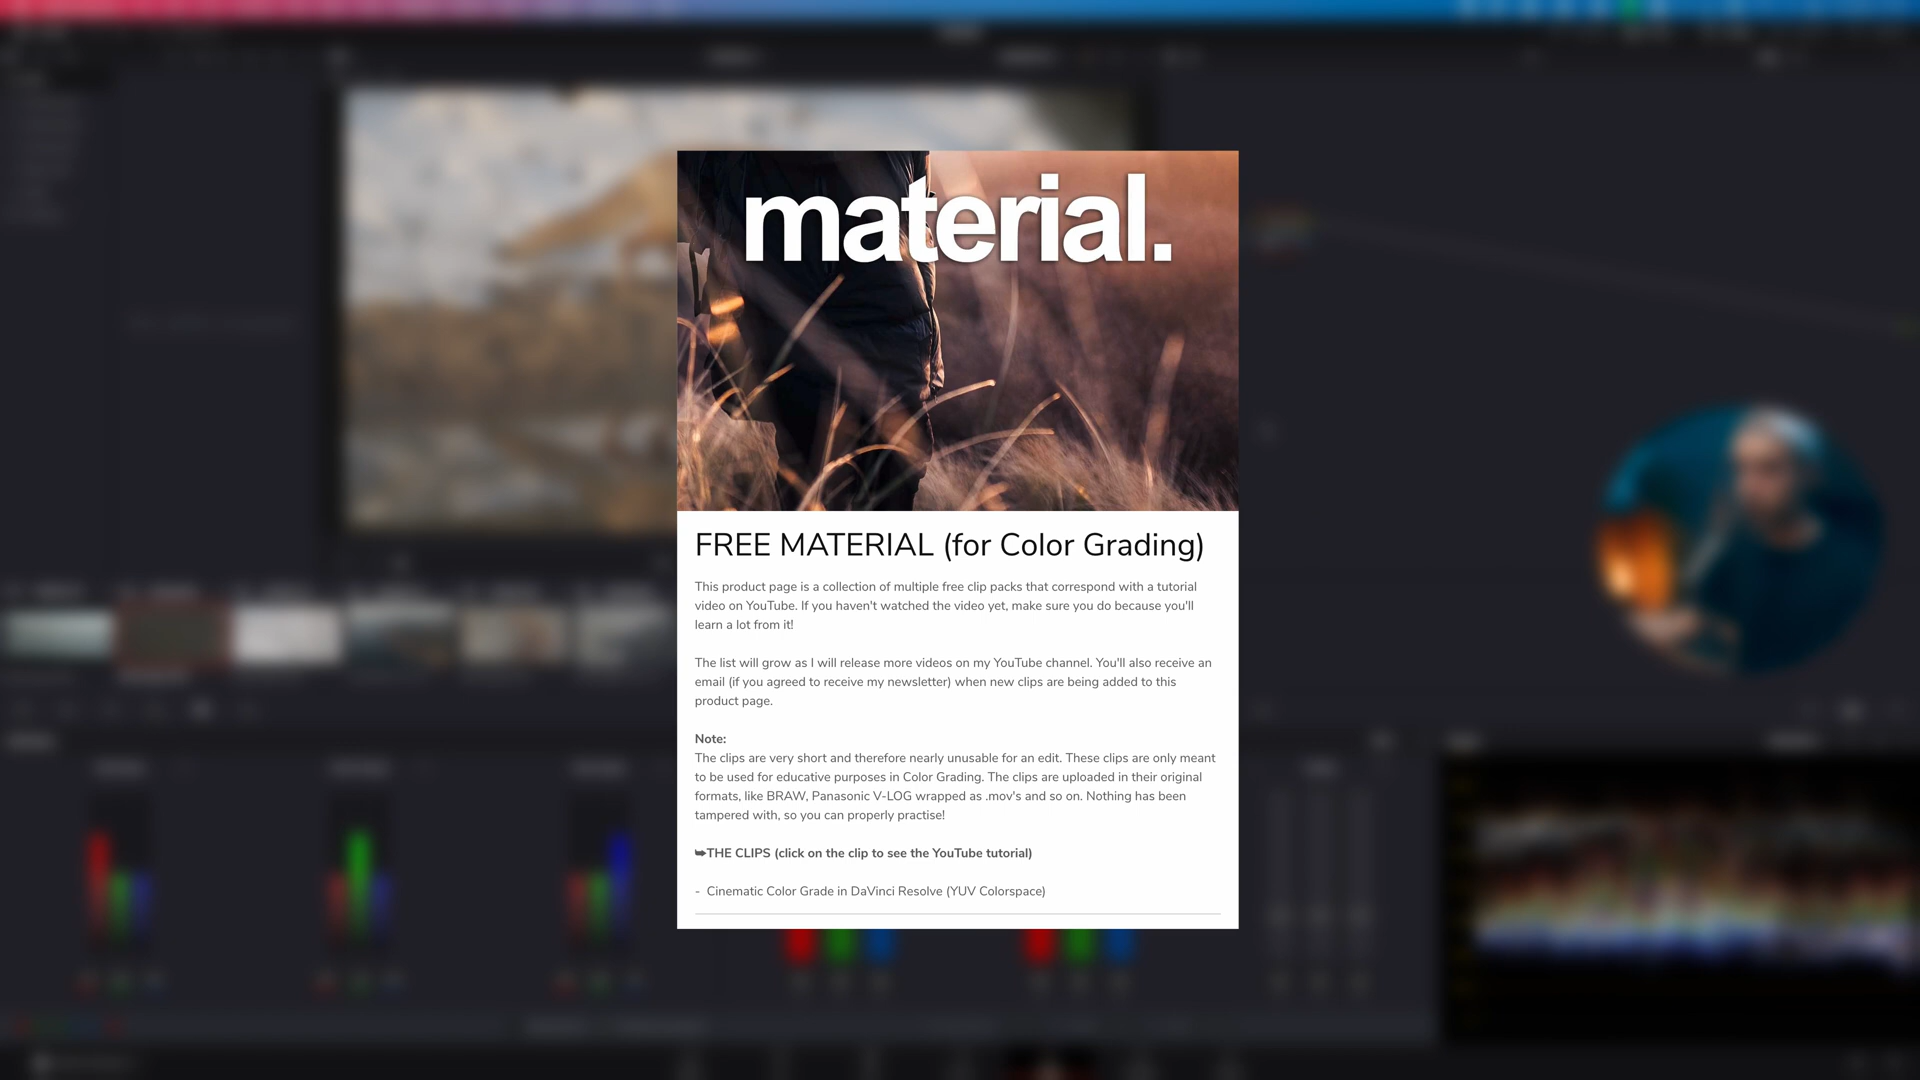 material.
FREE MATERIAL (for Color Grading)
This product page is a collection of multiple free clip packs that correspond with a tutorial
video on YouTube. If you haven't watched the video yet, make sure you do because you'll
learn a lot from it!
The list will grow as I will release more videos on my YouTube channel. You'll also receive an
email (if you agreed to receive my newsletter) when new clips are being added to this
product page.
Note:
The clips are very short and therefore nearly unusable for an edit. These clips are only meant
to be used for educative purposes in Color Grading. The clips are uploaded in their original
formats, like BRAW, Panasonic V-LOG wrapped as .mov's and so on. Nothing has been
tampered with, so you can properly practise!
➥THE CLIPS (click on the clip to see the YouTube tutorial)
- Cinematic Color Grade in DaVinci Resolve (YUV Colorspace)